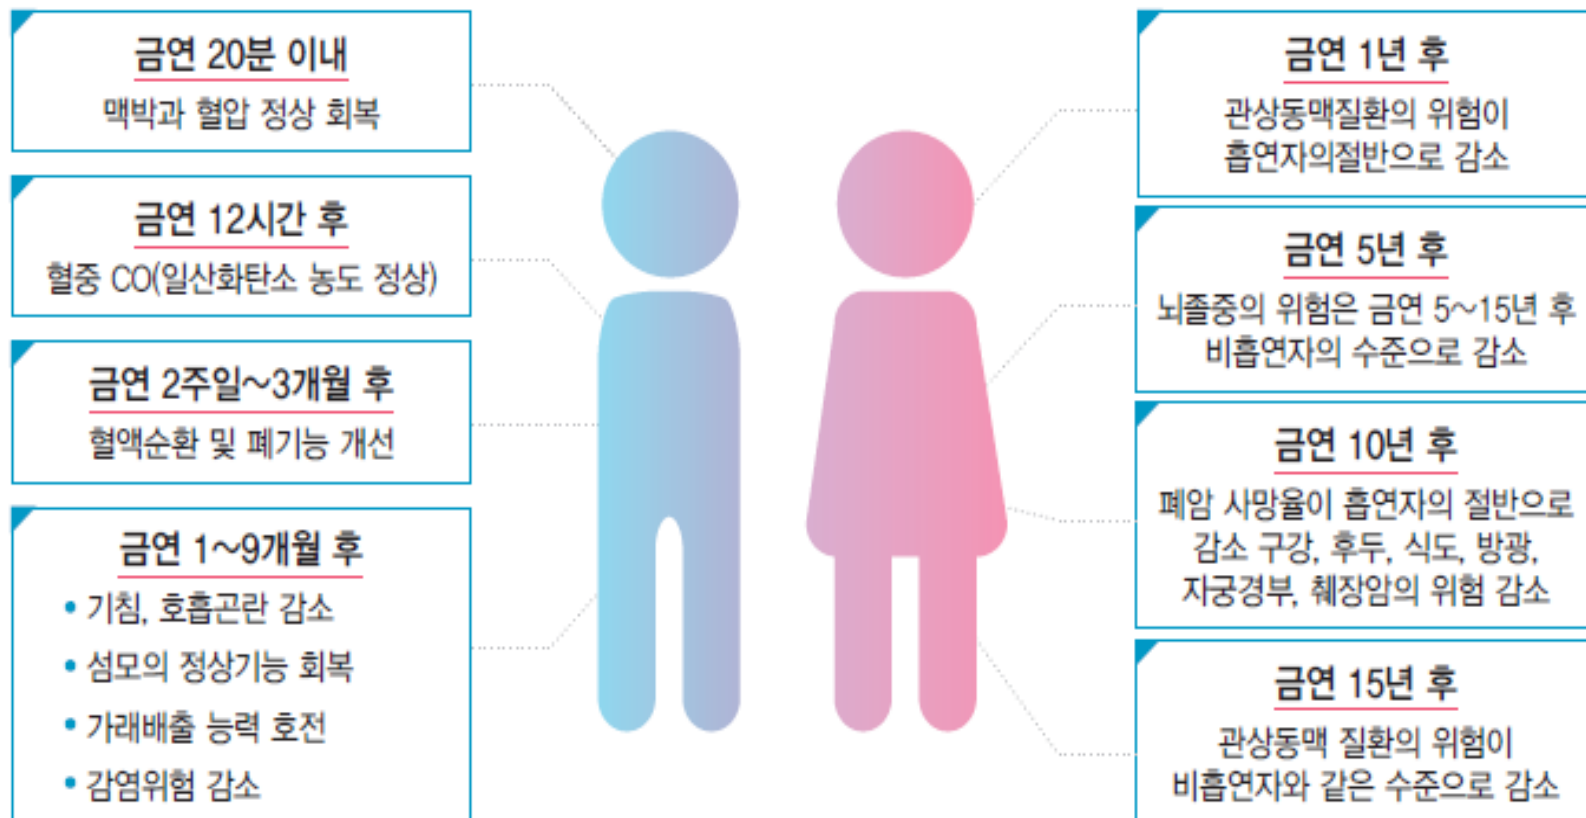 금연 20분 이내
맥박과 혈압 정상 회복
금연 12시간 후
혈중 CO(일산화탄소 농도 정상)
금연 2주일~3개월 후
혈액순환 및 폐기능 개선
금연 1~9개월 후
• 기침, 호흡곤란 감소
• 섬모의 정상기능 회복
• 가래배출 능력 호전
• 감염위험 감소
금연 1년 후
관상동맥질환의 위험이
흡연자의절반으로 감소
금연 5년 후
뇌졸중의 위험은 금연 5~15년 후
비흡연자의 수준으로 감소
금연 10년 후
폐암 사망율이 흡연자의 절반으로
감소 구강, 후두, 식도, 방광,
자궁경부, 췌장암의 위험 감소
금연 15년 후
관상동맥 질환의 위험이
비흡연자와 같은 수준으로 감소